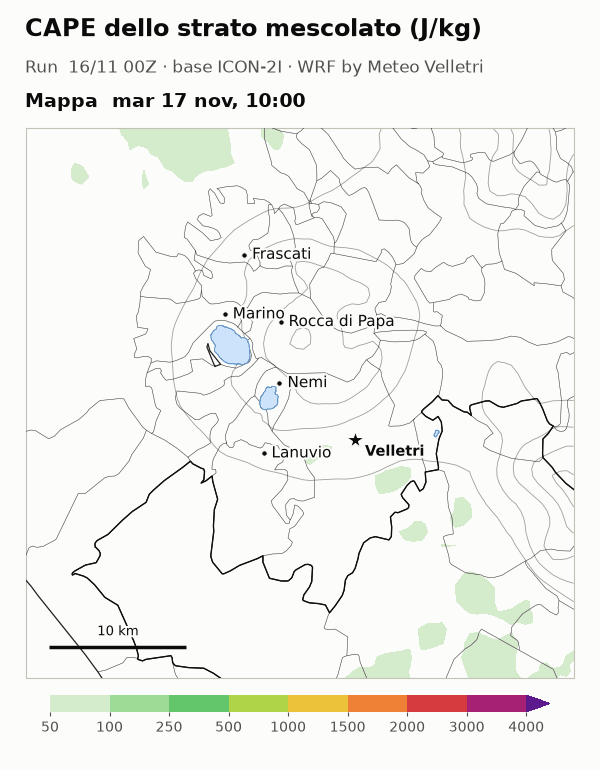 CAPE dello strato mescolato (J/kg)
Run  16/11 00Z · base ICON-2I · WRF by Meteo Velletri
Mappa  mar 17 nov, 10:00
Frascati
Marino
Rocca di Papa
Nemi
Velletri
Lanuvio
10 km
50 100 250 500 1000 1500 2000 3000 4000